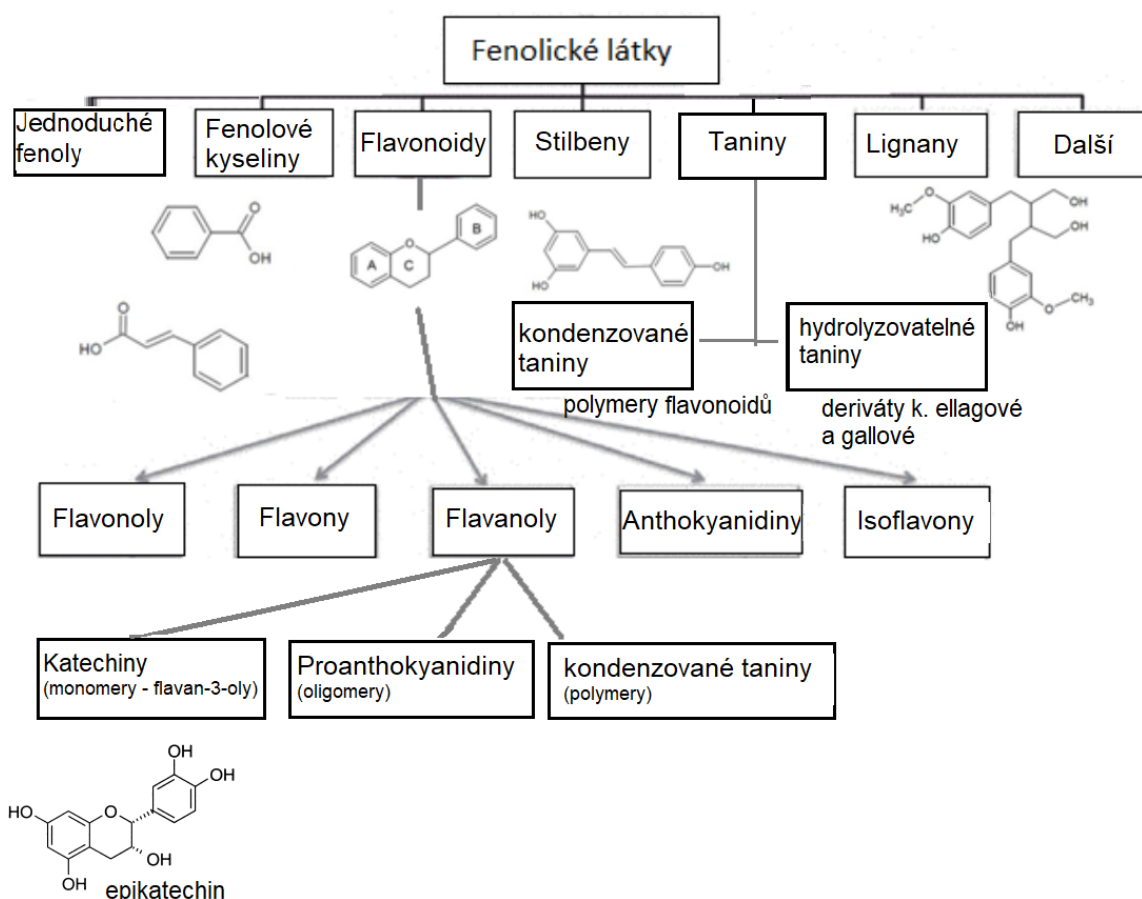 Fenolické látky
Jednoduché
fenoly
Fenolové
kyseliny
Flavonoidy
Stilbeny
Taniny
Lignany
Další
O
OH
O
HO
O
A
C
B
HO
HO
OH
H₃C
O
HO
OH
OH
O
CH₃
OH
kondenzované
taniny
polymery flavonoidů
hydrolyzovatelné
taniny
deriváty k. ellagové
a gallové
Flavonoly
Flavony
Flavanoly
Anthokyanidiny
Isoflavony
Katechiny
(monomery - flavan-3-oly)
Proanthokyanidiny
(oligomery)
kondenzované taniny
(polymery)
OH
OH
HO
O
OH
OH
epikatechin